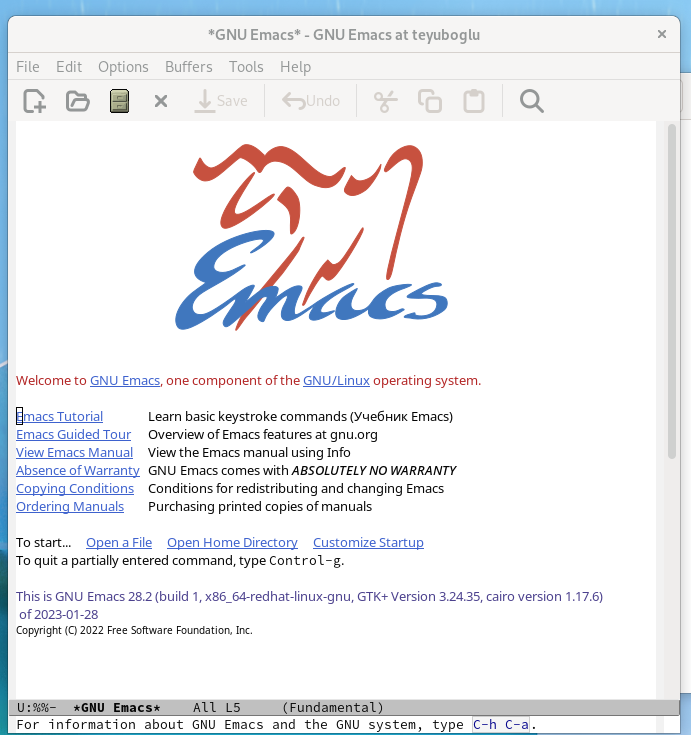 *GNU Emacs* - GNU Emacs at teyuboglu
File Edit Options Buffers Tools Help
Save Undo
Emacs
Welcome to GNU Emacs, one component of the GNU/Linux operating system.
Emacs Tutorial Learn basic keystroke commands (Учебник Emacs)
Emacs Guided Tour Overview of Emacs features at gnu.org
View Emacs Manual View the Emacs manual using Info
Absence of Warranty GNU Emacs comes with ABSOLUTELY NO WARRANTY
Copying Conditions Conditions for redistributing and changing Emacs
Ordering Manuals Purchasing printed copies of manuals
To start... Open a File Open Home Directory Customize Startup
To quit a partially entered command, type Control-g.
This is GNU Emacs 28.2 (build 1, x86_64-redhat-linux-gnu, GTK+ Version 3.24.35, cairo version 1.17.6)
of 2023-01-28
Copyright (C) 2022 Free Software Foundation, Inc.
U:%%- *GNU Emacs* All L5 (Fundamental)
For information about GNU Emacs and the GNU system, type C-h C-a.